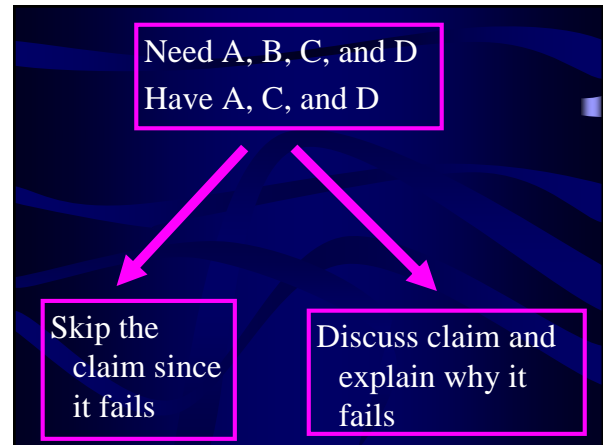 Need A, B, C, and D
Have A, C, and D
Skip the
claim since
it fails
Discuss claim and
explain why it
fails